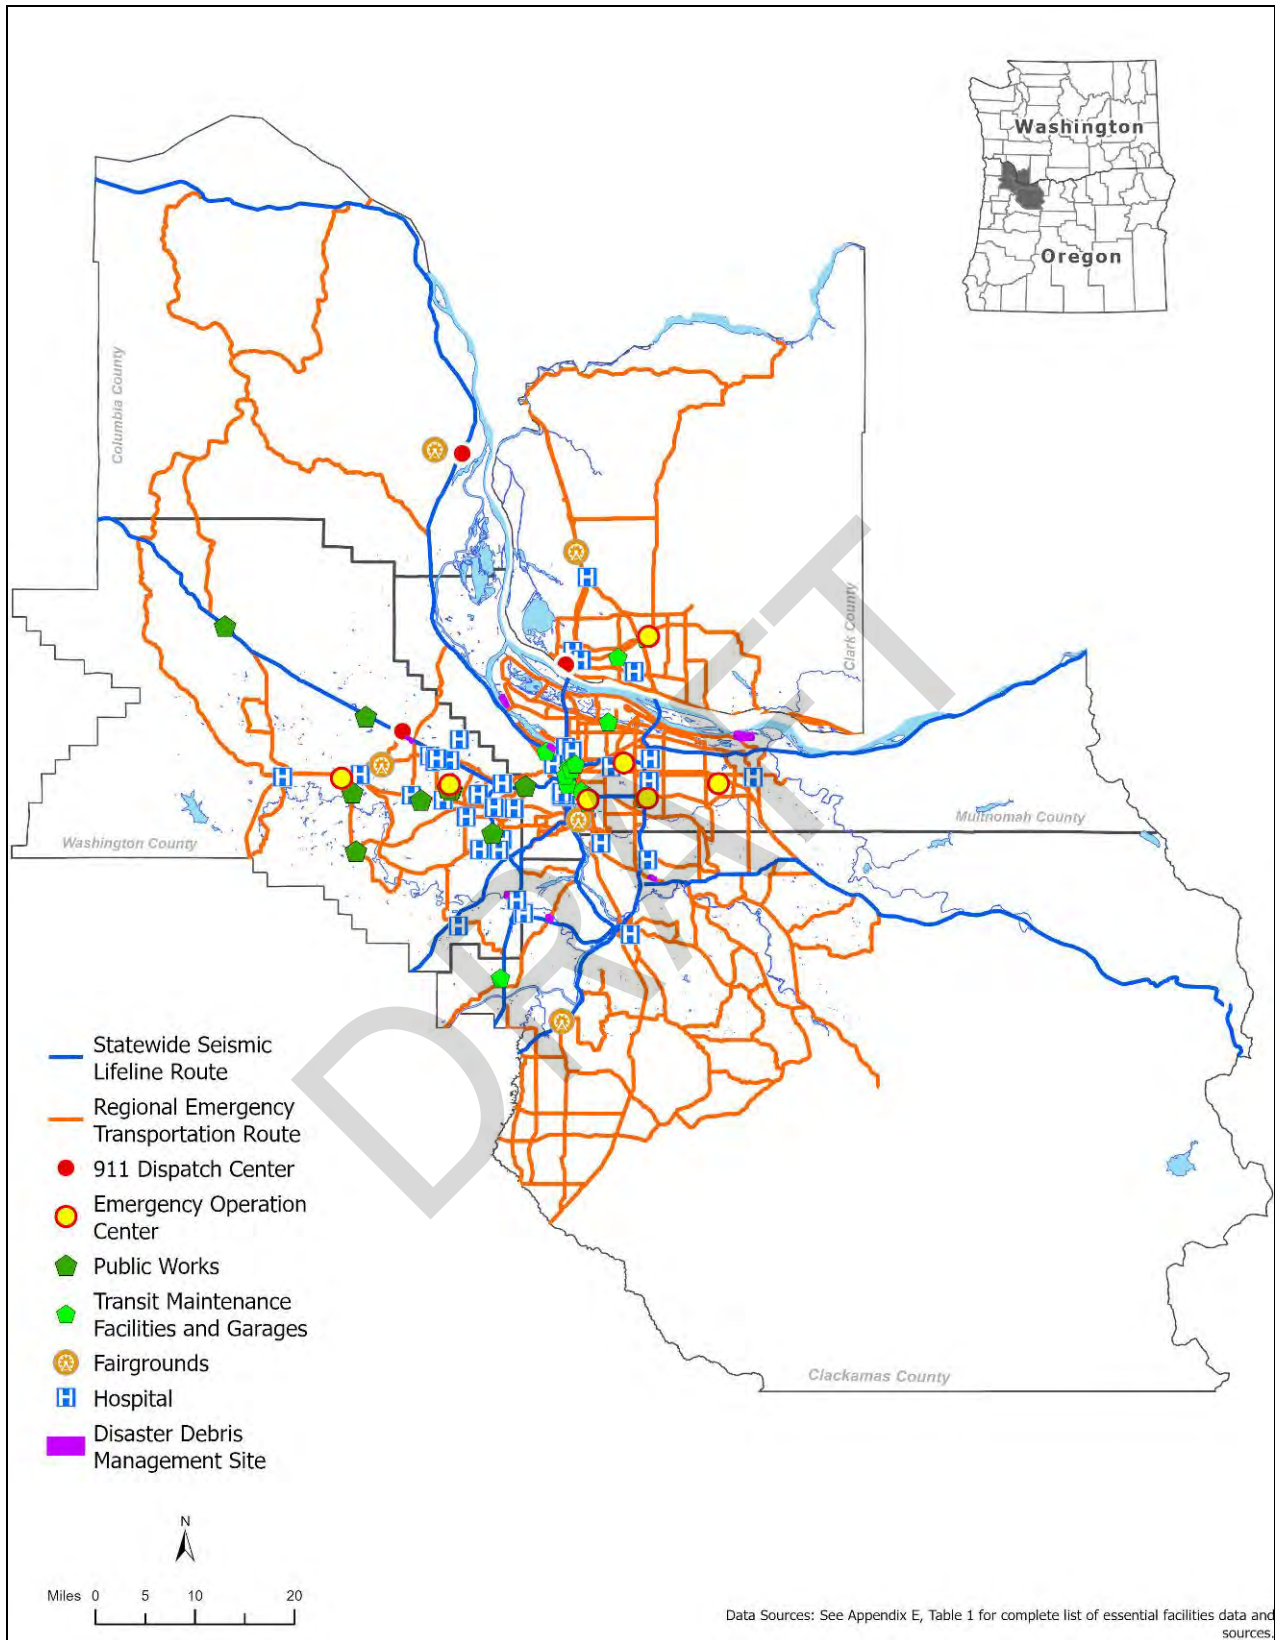 Washington
Oregon
Columbia County
Clark County
Multnomah County
Washington County
DRAFT
Statewide Seismic
Lifeline Route
Regional Emergency
Transportation Route
911 Dispatch Center
Emergency Operation
Center
Public Works
Transit Maintenance
Facilities and Garages
Fairgrounds
H Hospital
Disaster Debris
Management Site
Clackamas County
N
Miles 0 5 10 20
Data Sources: See Appendix E, Table 1 for complete list of essential facilities data and
sources.